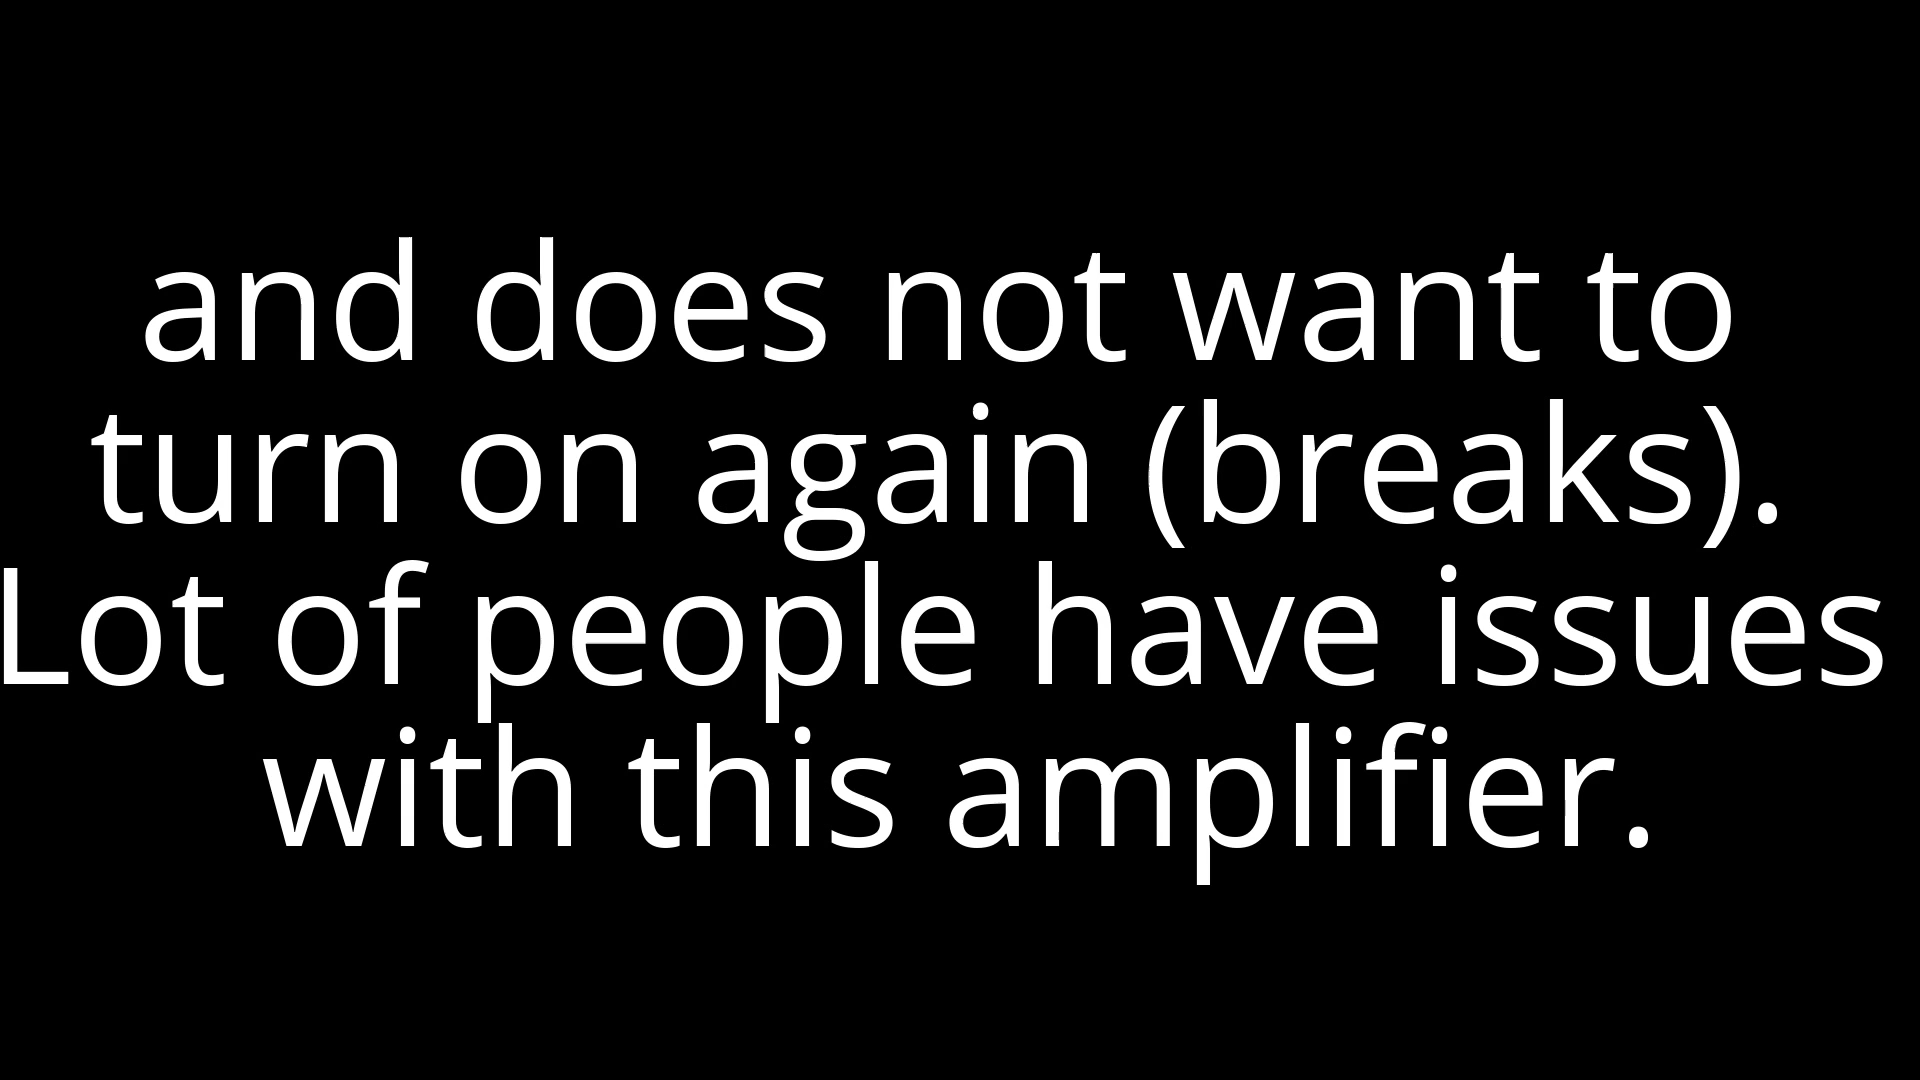 and does not want to
turn on again (breaks).
Lot of people have issues
with this amplifier.